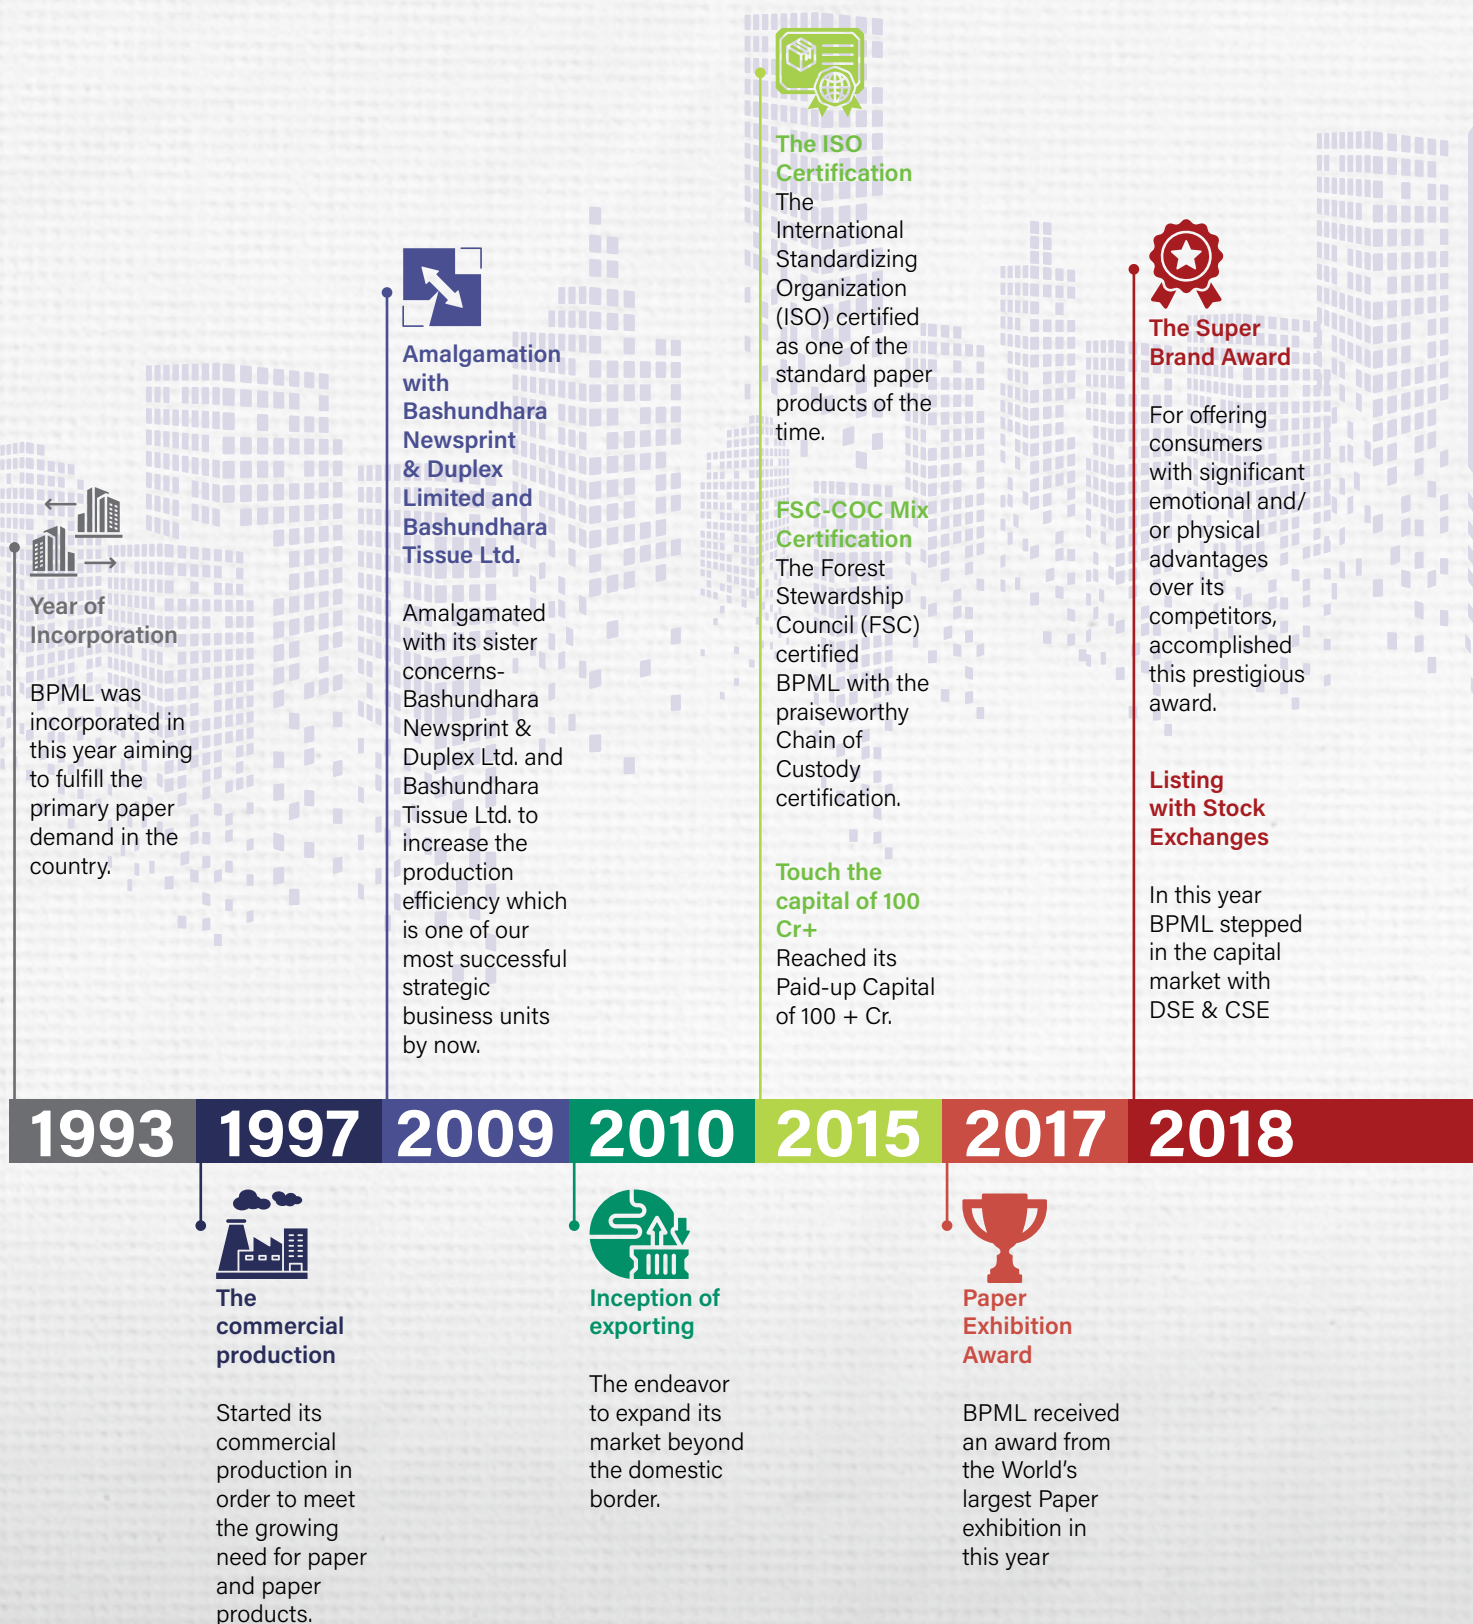 The ISO
Certification
The
International
Standardizing
Organization
(ISO) certified
as one of the
standard paper
products of the
time.
FSC-COC Mix
Certification
The Forest
Stewardship
Council (FSC)
certified
BPML with the
praiseworthy
Chain of
Custody
certification.
Touch the
capital of 100
Cr+
Reached its
Paid-up Capital
of 100 + Cr.
The Super
Brand Award
For offering
consumers
with significant
emotional and/
or physical
advantages
over its
competitors,
accomplished
this prestigious
award.
Listing
with Stock
Exchanges
In this year
BPML stepped
in the capital
market with
DSE & CSE
Amalgamation
with
Bashundhara
Newsprint
& Duplex
Limited and
Bashundhara
Tissue Ltd.
Amalgamated
with its sister
concerns-
Bashundhara
Newsprint &
Duplex Ltd. and
Bashundhara
Tissue Ltd. to
increase the
production
efficiency which
is one of our
most successful
strategic
business units
by now.
Year of
Incorporation
BPML was
incorporated in
this year aiming
to fulfill the
primary paper
demand in the
country.
1993 1997 2009 2010 2015 2017 2018
The
commercial
production
Started its
commercial
production in
order to meet
the growing
need for paper
and paper
products.
Inception of
exporting
The endeavor
to expand its
market beyond
the domestic
border.
Paper
Exhibition
Award
BPML received
an award from
the World's
largest Paper
exhibition in
this year